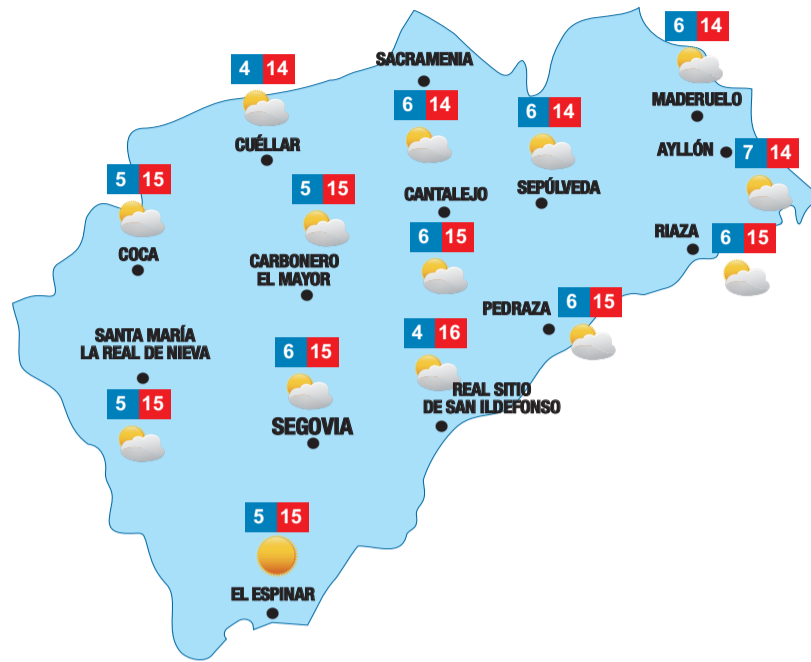 6 14
MADERUELO
SACRAMENIA
6 14
4 14
CUÉLLAR
6 14
SEPÚLVEDA
AYLLÓN
7 14
5 15
COCA
5 15
CARBONERO
EL MAYOR
CANTALEJO
6 15
RIAZA
6 15
PEDRAZA
6 15
SANTA MARÍA
LA REAL DE NIEVA
5 15
6 15
SEGOVIA
4 16
REAL SITIO
DE SAN ILDEFONSO
5 15
EL ESPINAR